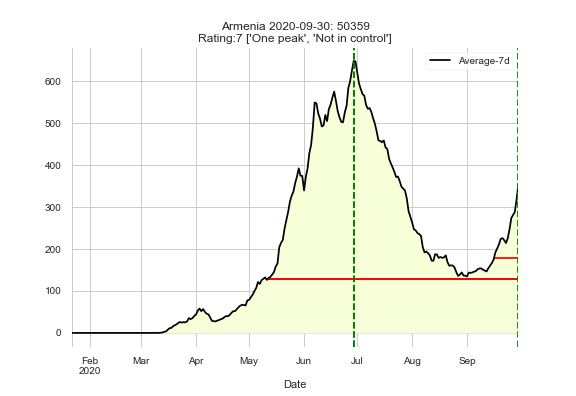 Armenia 2020-09-30: 50359
Rating:7 ['One peak', 'Not in control']
Average-7d
600
500
400
300
200
100
0
Feb Mar Apr May Jun Jul Aug Sep
2020
Date